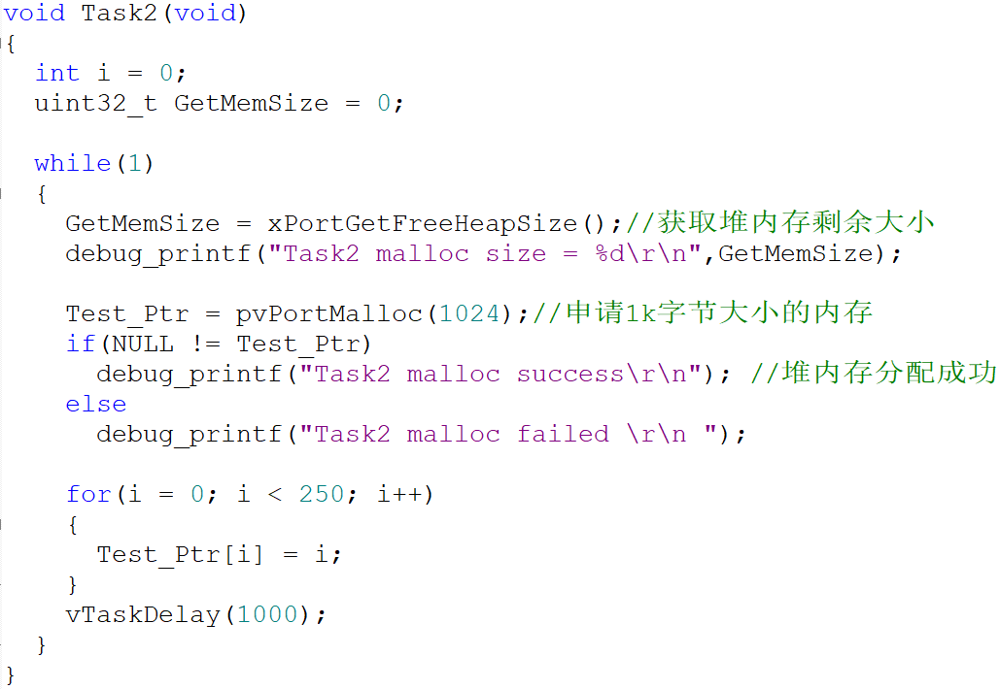 void Task2(void)
{
  int i = 0;
  uint32_t GetMemSize = 0;

  while(1)
  {
    GetMemSize = xPortGetFreeHeapSize();//获取堆内存剩余大小
    debug_printf("Task2 malloc size = %d\r\n",GetMemSize);

    Test_Ptr = pvPortMalloc(1024);//申请1k字节大小的内存
    if(NULL != Test_Ptr)
      debug_printf("Task2 malloc success\r\n"); //堆内存分配成功
    else
      debug_printf("Task2 malloc failed \r\n ");

    for(i = 0; i < 250; i++)
    {
      Test_Ptr[i] = i;
    }
    vTaskDelay(1000);
  }
}